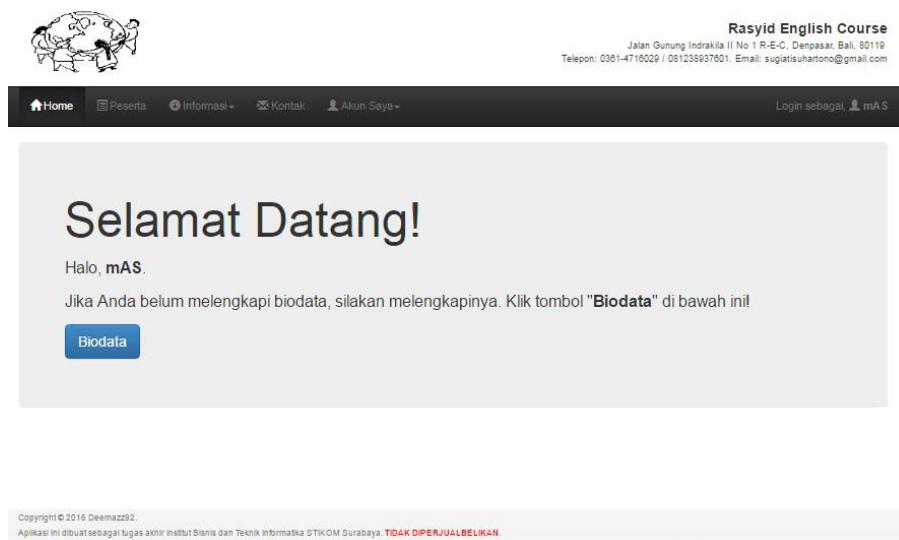 Rasyid English Course
Jalan Gunung Indrakila II No 1 R-E-C, Denpasar, Bali, 80119
Telepon: 0361-4716029 / 081238937601. Email: sugiatisuhartono@gmail.com
Home Peserta Informasi Kontak Akun Saya Login sebagai, mAS
Selamat Datang!
Halo, mAS.
Jika Anda belum melengkapi biodata, silakan melengkapinya. Klik tombol "Biodata" di bawah ini!
Biodata
Copyright © 2016 Deemazz92.
Aplikasi ini dibuat sebagai tugas akhir Institut Bisnis dan Teknik Informatika STIKOM Surabaya. TIDAK DIPERJUALBELIKAN.